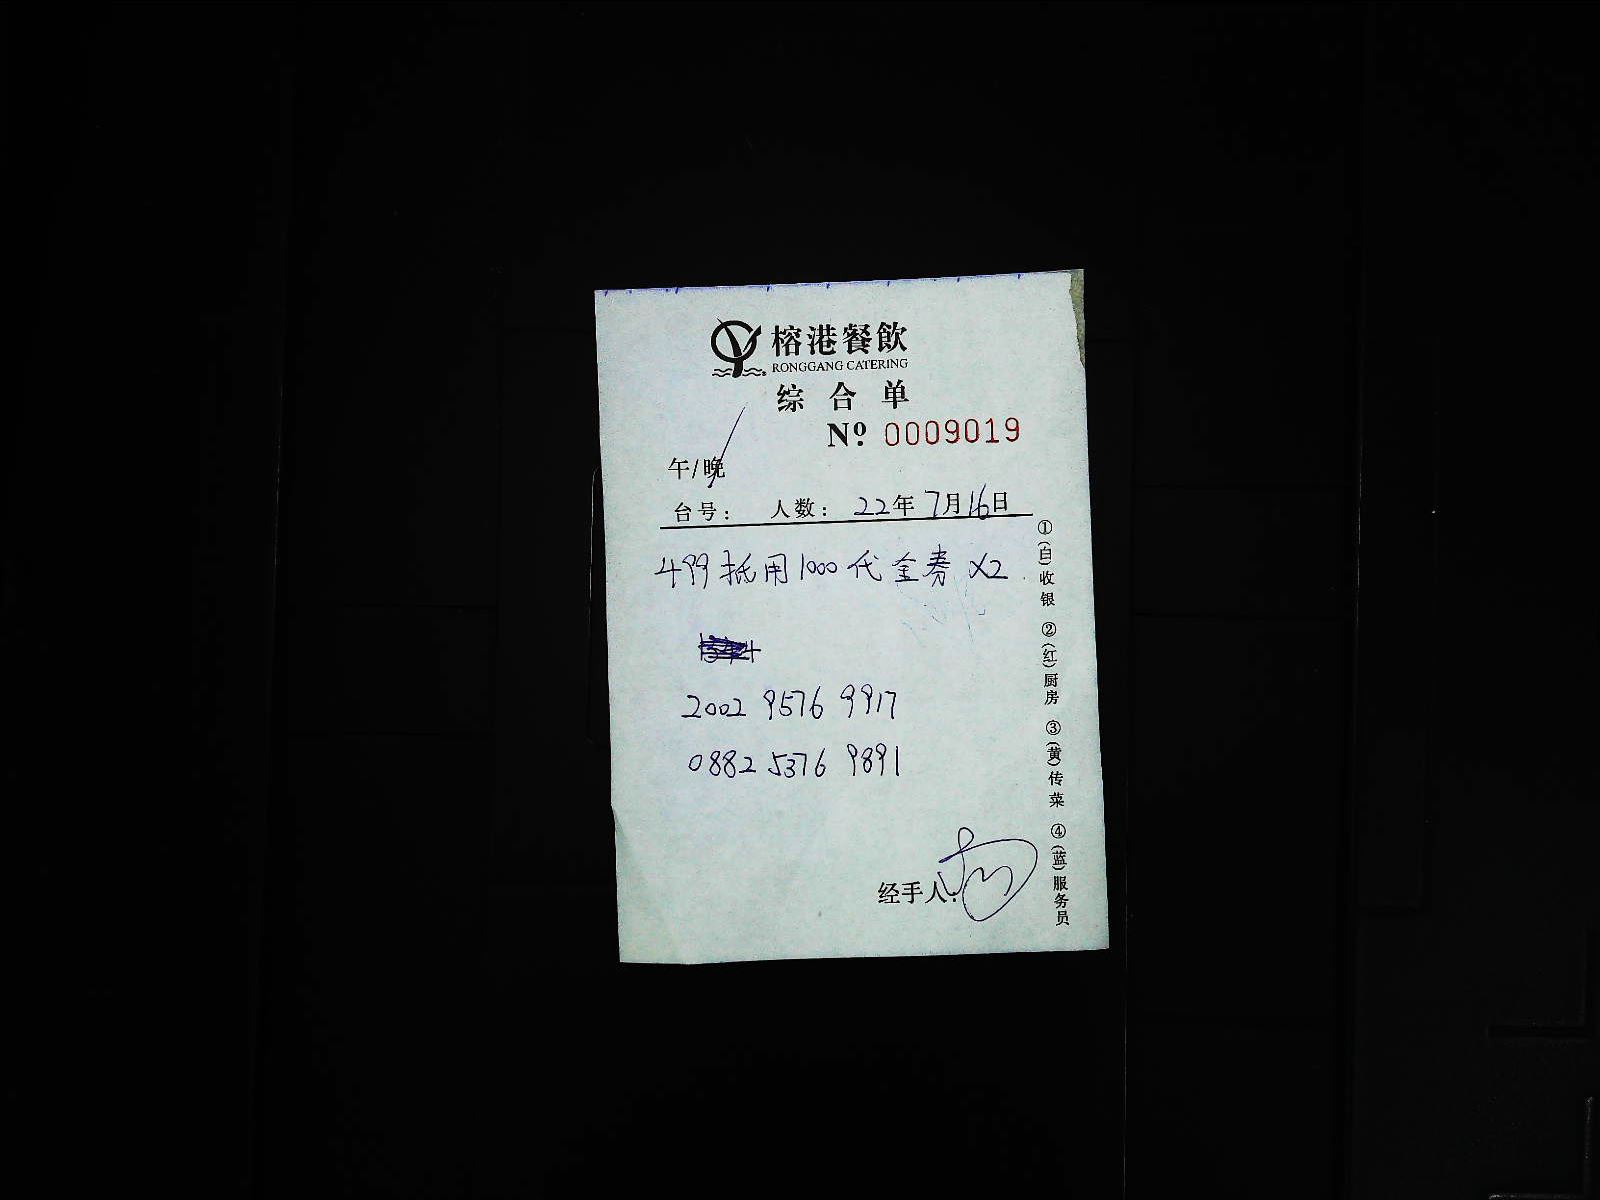 榕港餐飲
RONGGANG CATERING
综合单
Nº 0009019
午/晚
台号: 人数: 22年7月16日
499抵用1000代金券 X2
2002 9576 9917
0882 5376 9891
经手人:
①(白)收银 ②(红)厨房 ③(黄)传菜 ④(蓝)服务员